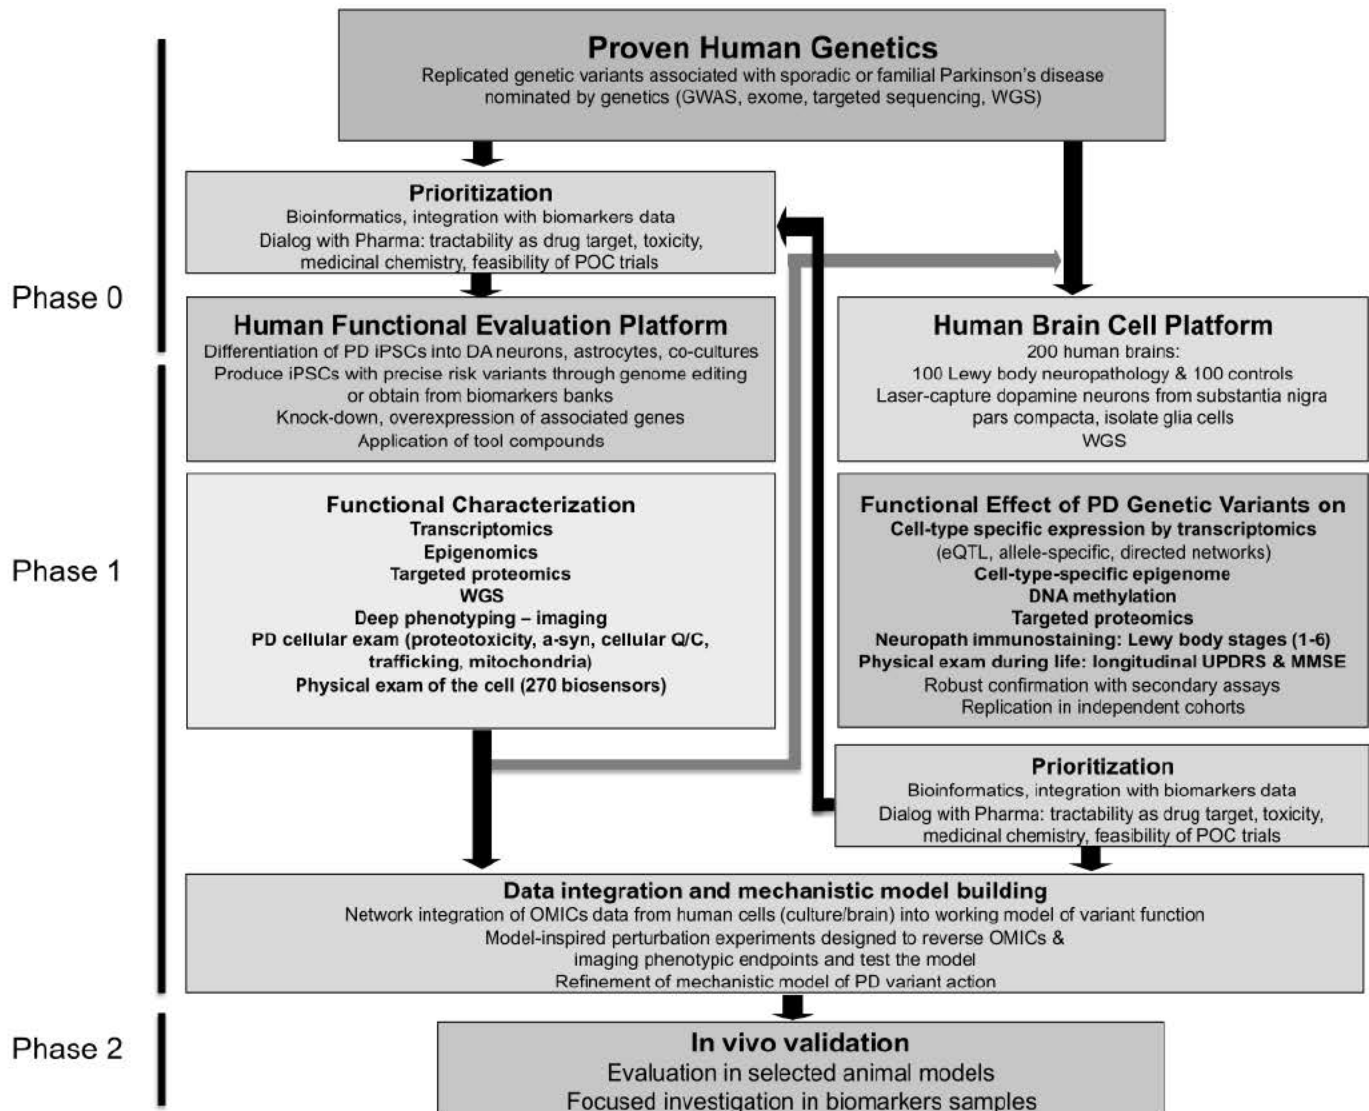 Proven Human Genetics
Replicated genetic variants associated with sporadic or familial Parkinson's disease
nominated by genetics (GWAS, exome, targeted sequencing, WGS)
Prioritization
Bioinformatics, integration with biomarkers data
Dialog with Pharma: tractability as drug target, toxicity,
medicinal chemistry, feasibility of POC trials
Phase 0
Human Functional Evaluation Platform
Differentiation of PD iPSCs into DA neurons, astrocytes, co-cultures
Produce iPSCs with precise risk variants through genome editing
or obtain from biomarkers banks
Knock-down, overexpression of associated genes
Application of tool compounds
Human Brain Cell Platform
200 human brains:
100 Lewy body neuropathology & 100 controls
Laser-capture dopamine neurons from substantia nigra
pars compacta, isolate glia cells
WGS
Phase 1
Functional Characterization
Transcriptomics
Epigenomics
Targeted proteomics
WGS
Deep phenotyping – imaging
PD cellular exam (proteotoxicity, a-syn, cellular Q/C,
trafficking, mitochondria)
Physical exam of the cell (270 biosensors)
Functional Effect of PD Genetic Variants on
Cell-type specific expression by transcriptomics
(eQTL, allele-specific, directed networks)
Cell-type-specific epigenome
DNA methylation
Targeted proteomics
Neuropath immunostaining: Lewy body stages (1-6)
Physical exam during life: longitudinal UPDRS & MMSE
Robust confirmation with secondary assays
Replication in independent cohorts
Prioritization
Bioinformatics, integration with biomarkers data
Dialog with Pharma: tractability as drug target, toxicity,
medicinal chemistry, feasibility of POC trials
Data integration and mechanistic model building
Network integration of OMICs data from human cells (culture/brain) into working model of variant function
Model-inspired perturbation experiments designed to reverse OMICs &
imaging phenotypic endpoints and test the model
Refinement of mechanistic model of PD variant action
Phase 2
In vivo validation
Evaluation in selected animal models
Focused investigation in biomarkers samples